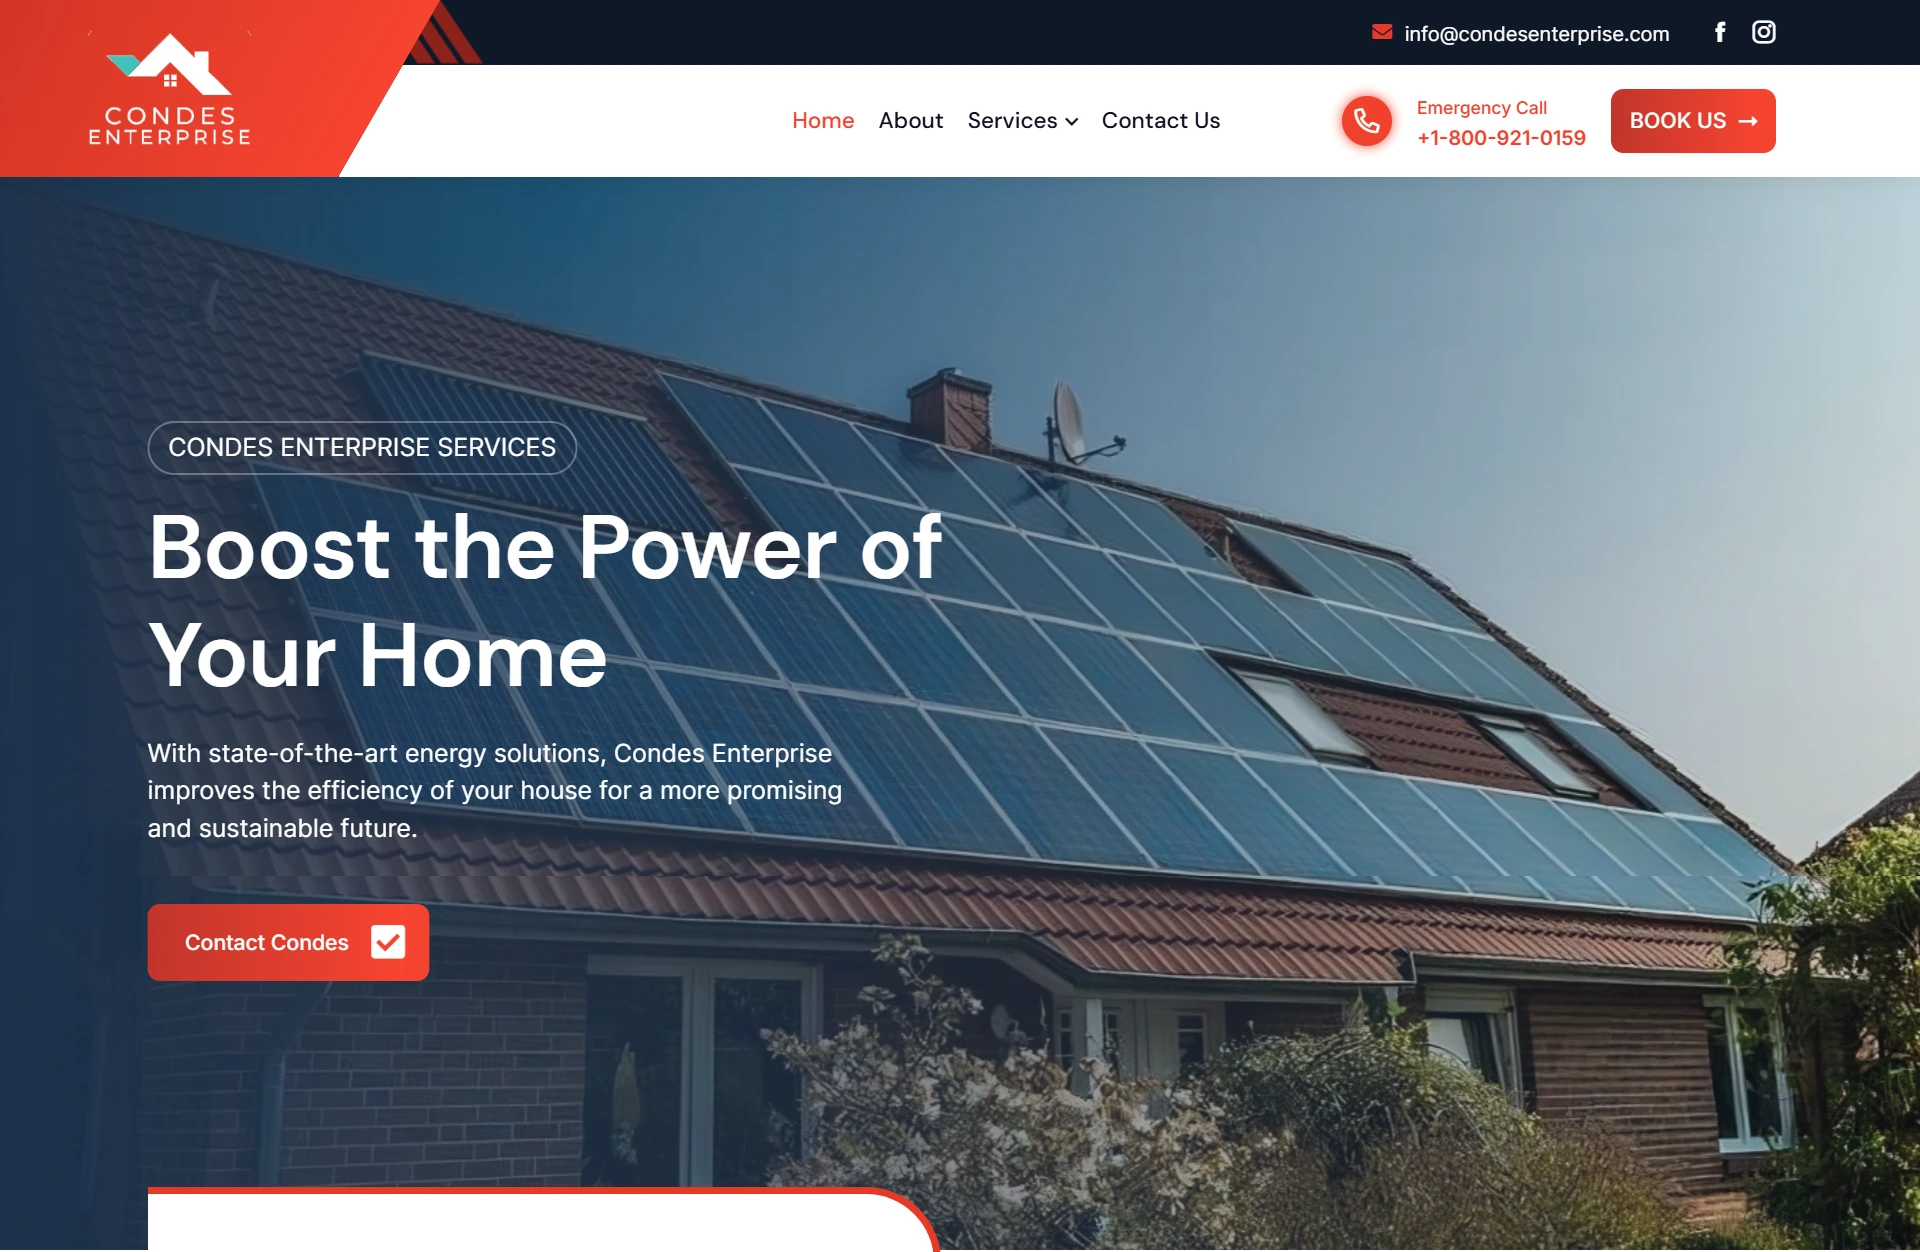 CONDES
ENTERPRISE
info@condesenterprise.com
Home
About
Services
Contact Us
Emergency Call
+1-800-921-0159
BOOK US
CONDES ENTERPRISE SERVICES
Boost the Power of
Your Home
With state-of-the-art energy solutions, Condes Enterprise
improves the efficiency of your house for a more promising
and sustainable future.
Contact Condes